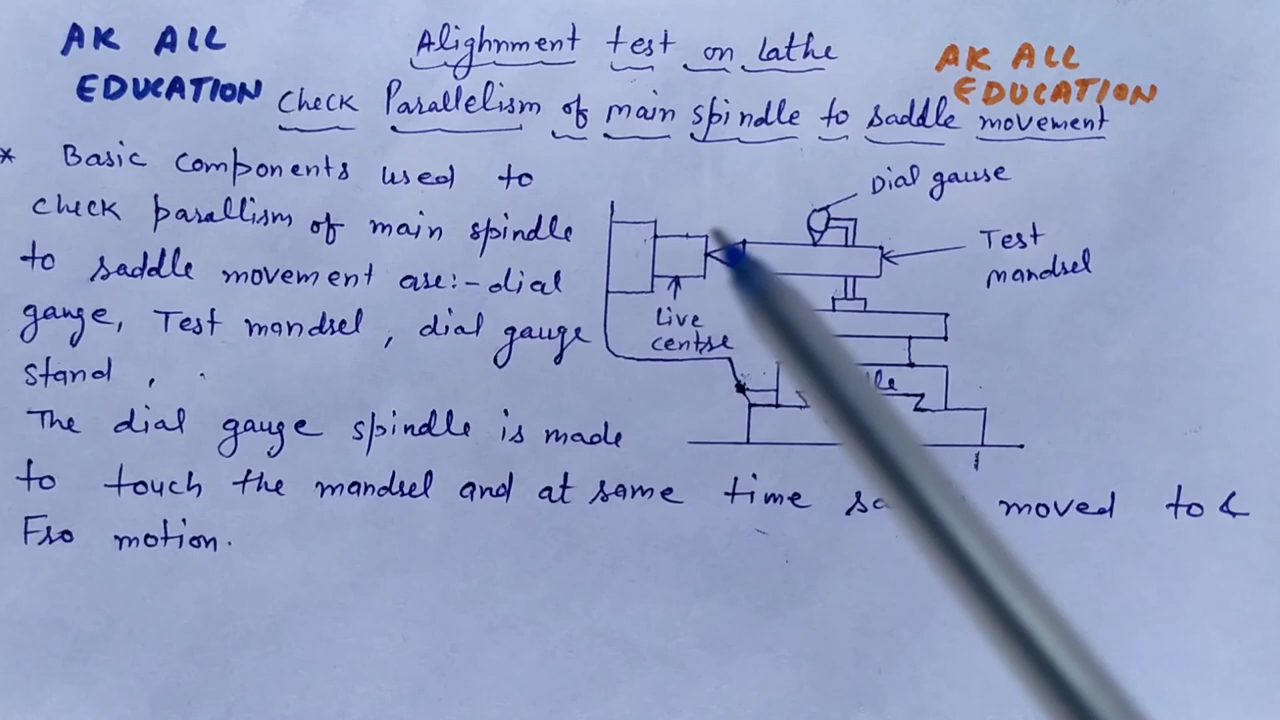 AK ALL
EDUCATION
Alighnment test on Lathe
AK ALL
EDUCATION
Check Parallelism of main spindle to saddle movement
* Basic components used to
check parallism of main spindle
to saddle movement are:- dial
gauge, Test mandrel, dial gauge
stand,
The dial gauge spindle is made
to touch the mandrel and at same time moved to &
Fro motion.
Dial gauge
Test
mandrel
Live
centre